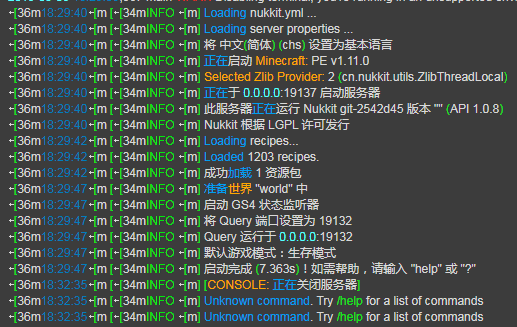 ←[36m18:29:40←[m [←[34mINFO ←[m] Loading nukkit.yml ...
←[36m18:29:40←[m [←[34mINFO ←[m] Loading server properties ...
←[36m18:29:40←[m [←[34mINFO ←[m] 将 中文(简体) (chs) 设置为基本语言
←[36m18:29:40←[m [←[34mINFO ←[m] 正在启动 Minecraft: PE v1.11.0
←[36m18:29:40←[m [←[34mINFO ←[m] Selected Zlib Provider: 2 (cn.nukkit.utils.ZlibThreadLocal)
←[36m18:29:40←[m [←[34mINFO ←[m] 正在于 0.0.0.0:19137 启动服务器
←[36m18:29:40←[m [←[34mINFO ←[m] 此服务器正在运行 Nukkit git-2542d45 版本 "" (API 1.0.8)
←[36m18:29:40←[m [←[34mINFO ←[m] Nukkit 根据 LGPL 许可发行
←[36m18:29:42←[m [←[34mINFO ←[m] Loading recipes...
←[36m18:29:42←[m [←[34mINFO ←[m] Loaded 1203 recipes.
←[36m18:29:42←[m [←[34mINFO ←[m] 成功加载 1 资源包
←[36m18:29:47←[m [←[34mINFO ←[m] 准备世界 "world" 中
←[36m18:29:47←[m [←[34mINFO ←[m] 启动 GS4 状态监听器
←[36m18:29:47←[m [←[34mINFO ←[m] 将 Query 端口设置为 19132
←[36m18:29:47←[m [←[34mINFO ←[m] Query 运行于 0.0.0.0:19132
←[36m18:29:47←[m [←[34mINFO ←[m] 默认游戏模式：生存模式
←[36m18:29:47←[m [←[34mINFO ←[m] 启动完成 (7.363s)！如需帮助，请输入 "help" 或 "?"
←[36m18:32:35←[m [←[34mINFO ←[m] [CONSOLE: 正在关闭服务器]
←[36m18:32:35←[m [←[34mINFO ←[m] Unknown command. Try /help for a list of commands
←[36m18:32:35←[m [←[34mINFO ←[m] Unknown command. Try /help for a list of commands